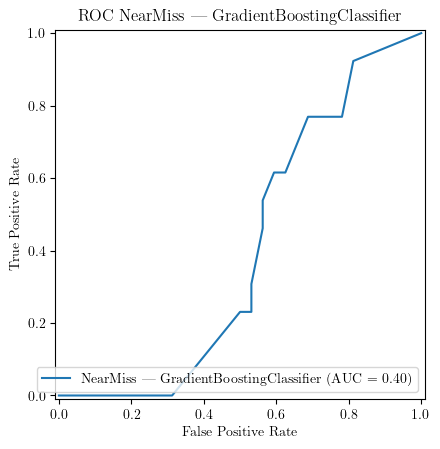 ROC NearMiss — GradientBoostingClassifier
1.0
0.8
0.6
0.4
0.2
0.0
True Positive Rate
NearMiss — GradientBoostingClassifier (AUC = 0.40)
0.0 0.2 0.4 0.6 0.8 1.0
False Positive Rate